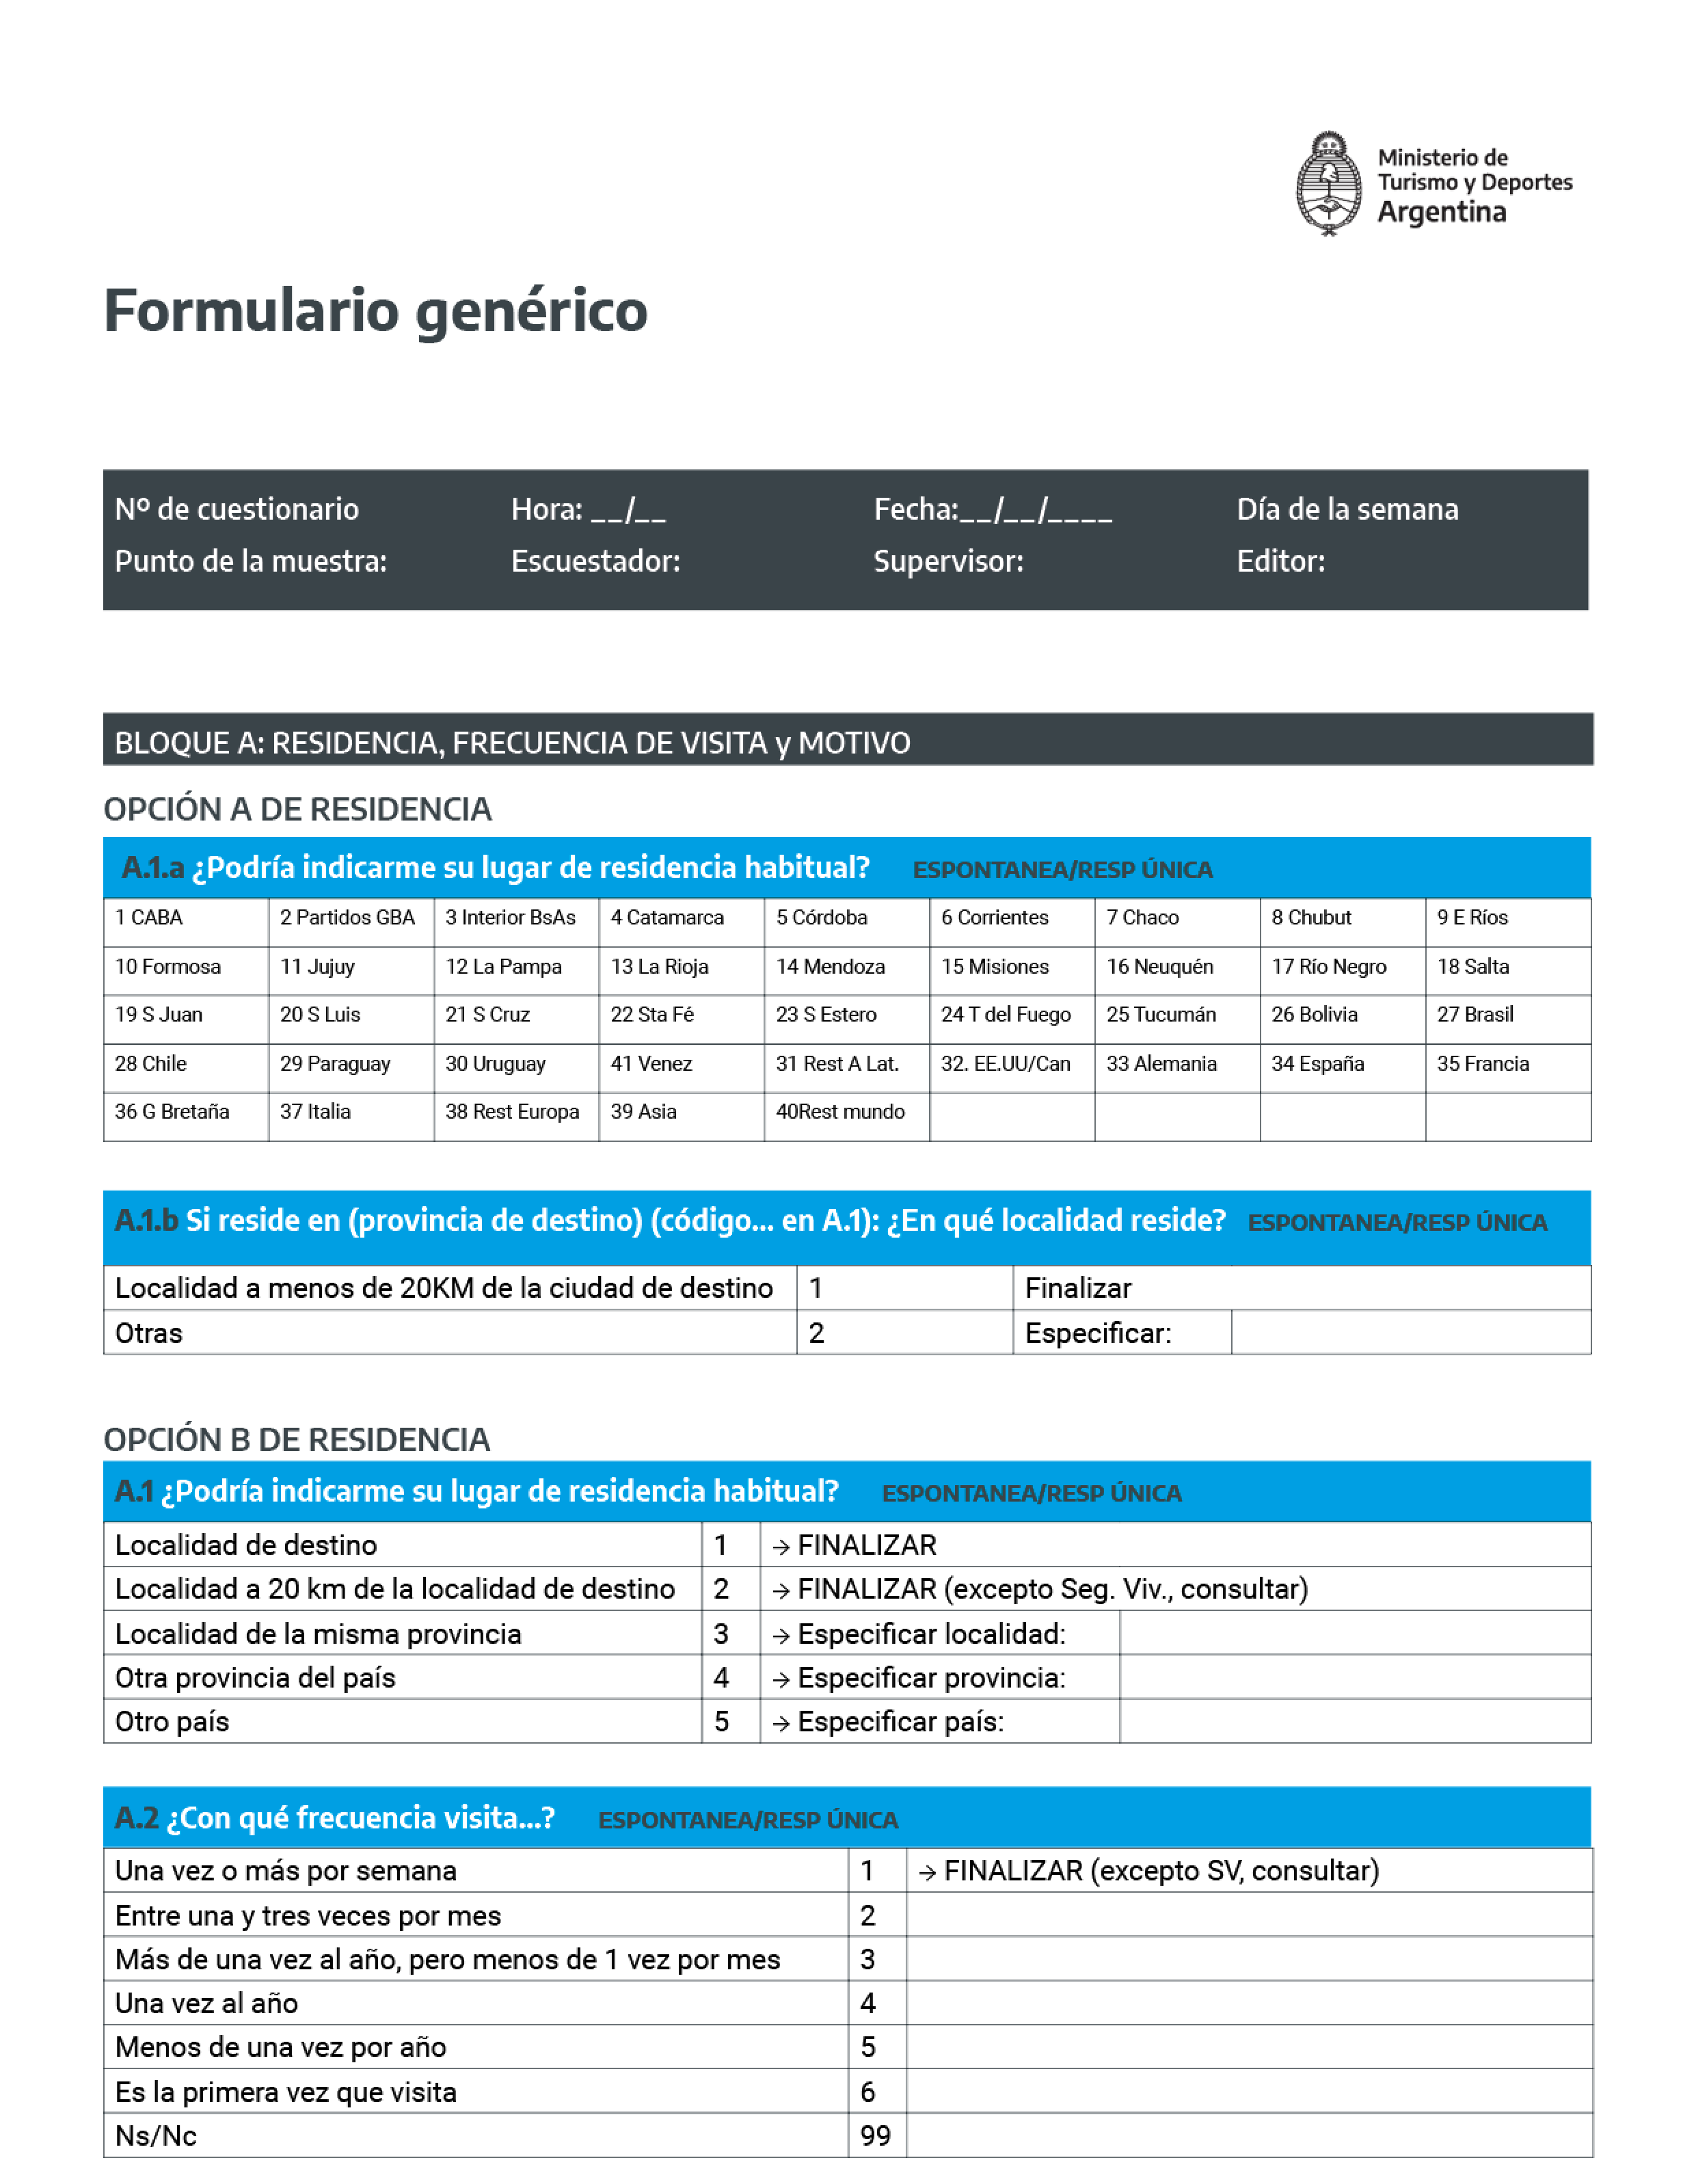 Ministerio de
Turismo y Deportes
Argentina
Formulario genérico
Nº de cuestionario Hora: __/__ Fecha:__/__/____ Día de la semana
Punto de la muestra: Escuestador: Supervisor: Editor:
BLOQUE A: RESIDENCIA, FRECUENCIA DE VISITA y MOTIVO
OPCIÓN A DE RESIDENCIA
A.1.a ¿Podría indicarme su lugar de residencia habitual? ESPONTANEA/RESP ÚNICA
1 CABA 2 Partidos GBA 3 Interior BsAs 4 Catamarca 5 Córdoba 6 Corrientes 7 Chaco 8 Chubut 9 E Ríos
10 Formosa 11 Jujuy 12 La Pampa 13 La Rioja 14 Mendoza 15 Misiones 16 Neuquén 17 Río Negro 18 Salta
19 S Juan 20 S Luis 21 S Cruz 22 Sta Fé 23 S Estero 24 T del Fuego 25 Tucumán 26 Bolivia 27 Brasil
28 Chile 29 Paraguay 30 Uruguay 41 Venez 31 Rest A Lat. 32. EE.UU/Can 33 Alemania 34 España 35 Francia
36 G Bretaña 37 Italia 38 Rest Europa 39 Asia 40Rest mundo
A.1.b Si reside en (provincia de destino) (código... en A.1): ¿En qué localidad reside? ESPONTANEA/RESP ÚNICA
Localidad a menos de 20KM de la ciudad de destino 1 Finalizar
Otras 2 Especificar:
OPCIÓN B DE RESIDENCIA
A.1 ¿Podría indicarme su lugar de residencia habitual? ESPONTANEA/RESP ÚNICA
Localidad de destino 1 → FINALIZAR
Localidad a 20 km de la localidad de destino 2 → FINALIZAR (excepto Seg. Viv., consultar)
Localidad de la misma provincia 3 → Especificar localidad:
Otra provincia del país 4 → Especificar provincia:
Otro país 5 → Especificar país:
A.2 ¿Con qué frecuencia visita...? ESPONTANEA/RESP ÚNICA
Una vez o más por semana 1 → FINALIZAR (excepto SV, consultar)
Entre una y tres veces por mes 2
Más de una vez al año, pero menos de 1 vez por mes 3
Una vez al año 4
Menos de una vez por año 5
Es la primera vez que visita 6
Ns/Nc 99